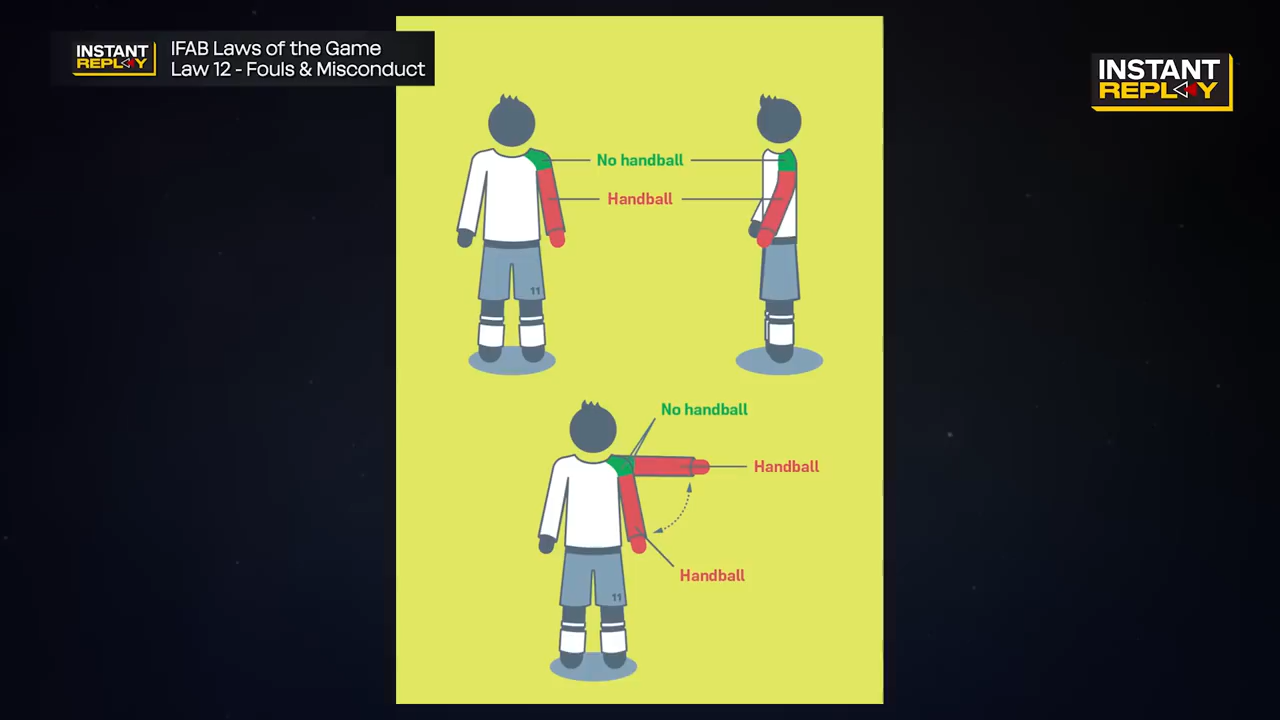 INSTANT
REPLAY
IFAB Laws of the Game
Law 12 - Fouls & Misconduct
INSTANT
REPLAY
No handball
Handball
11
No handball
Handball
Handball
11